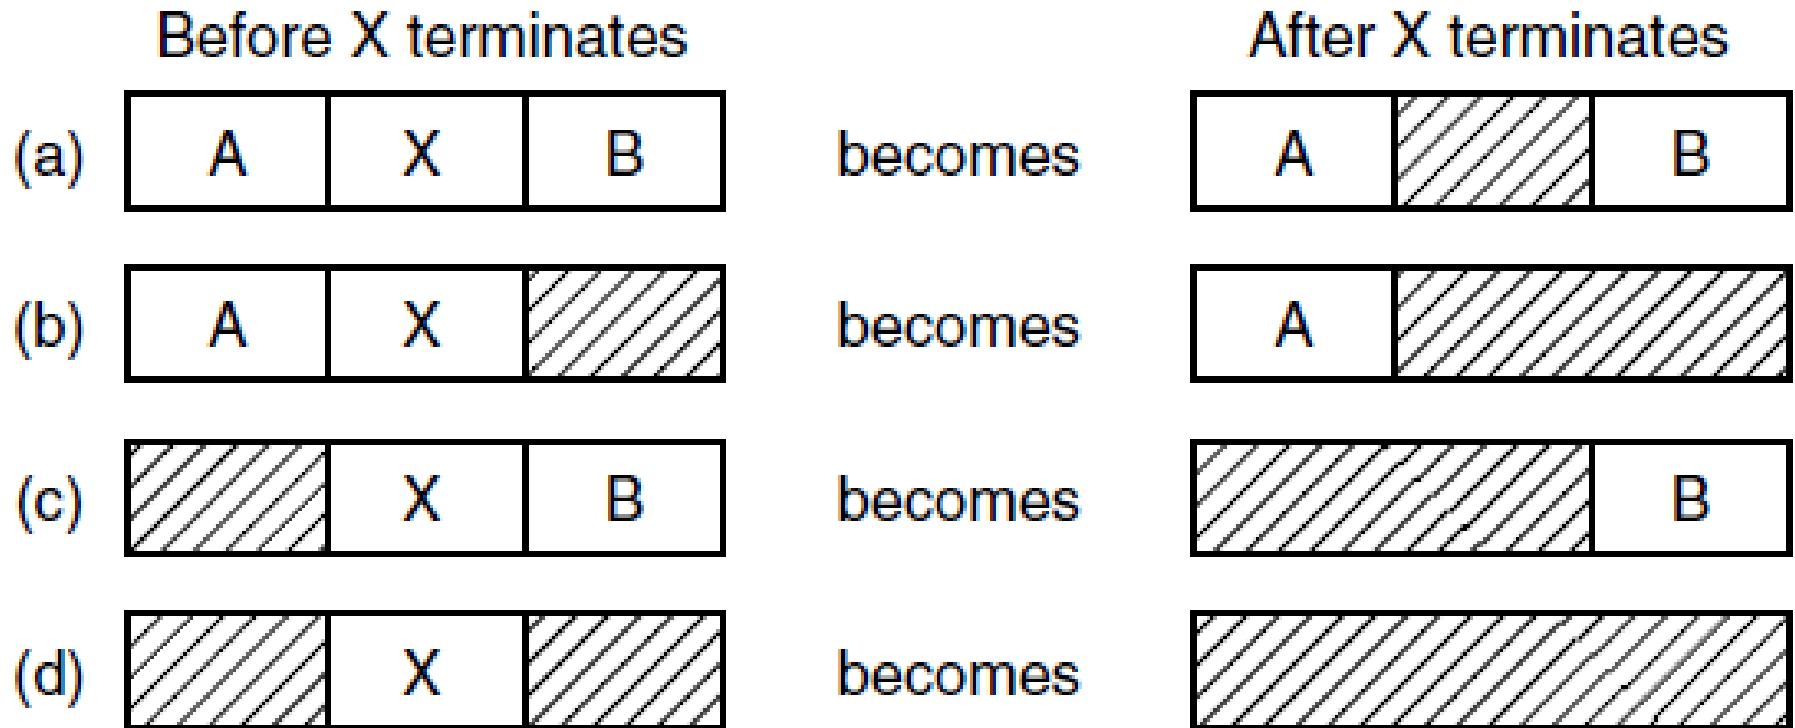 Before X terminates After X terminates
(a) A X B becomes A B
(b) A X becomes A
(c) X B becomes B
(d) X becomes